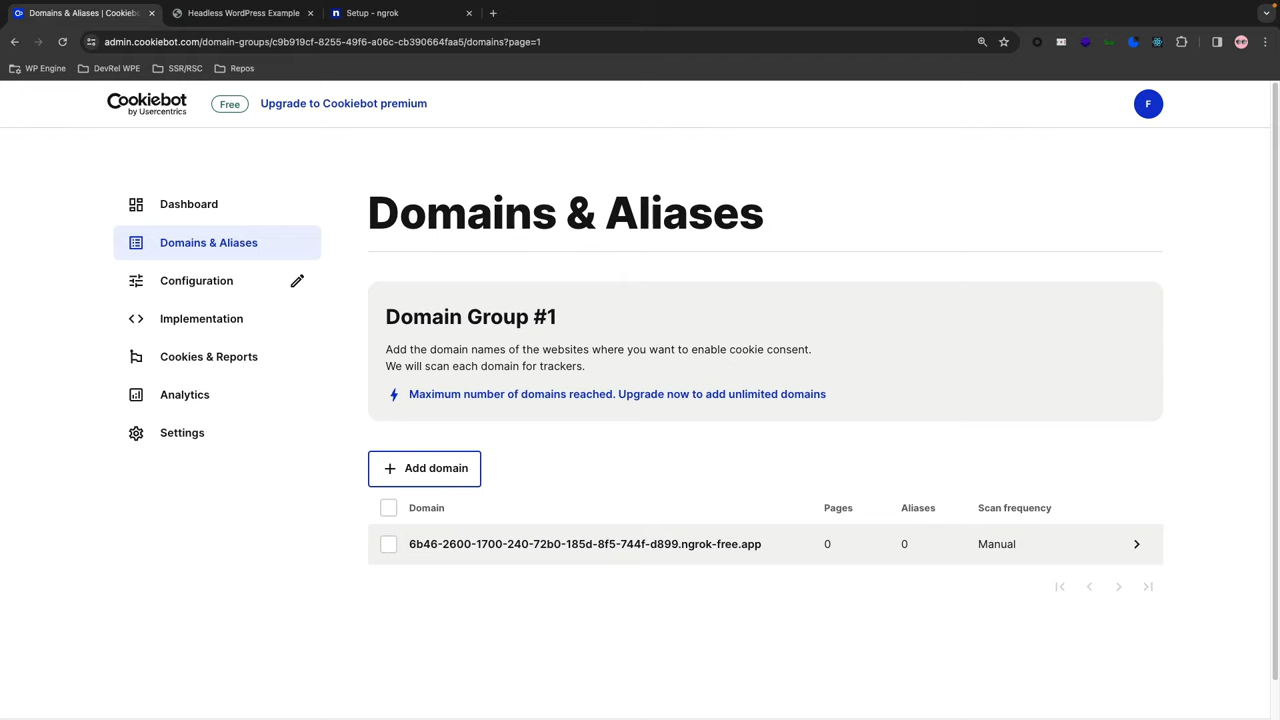 Domains & Aliases | Cookieb
Headless WordPress Example
Setup - ngrok
admin.cookiebot.com/domain-groups/c9b919cf-8255-49f6-a06c-cb390664faa5/domains?page=1
WP Engine
DevRel WPE
SSR/RSC
Repos
Cookiebot
by Usercentrics
Free
Upgrade to Cookiebot premium
F
Dashboard
Domains & Aliases
Configuration
Implementation
Cookies & Reports
Analytics
Settings
Domains & Aliases
Domain Group #1
Add the domain names of the websites where you want to enable cookie consent.
We will scan each domain for trackers.
Maximum number of domains reached. Upgrade now to add unlimited domains
Add domain
Domain Pages Aliases Scan frequency
6b46-2600-1700-240-72b0-185d-8f5-744f-d899.ngrok-free.app 0 0 Manual